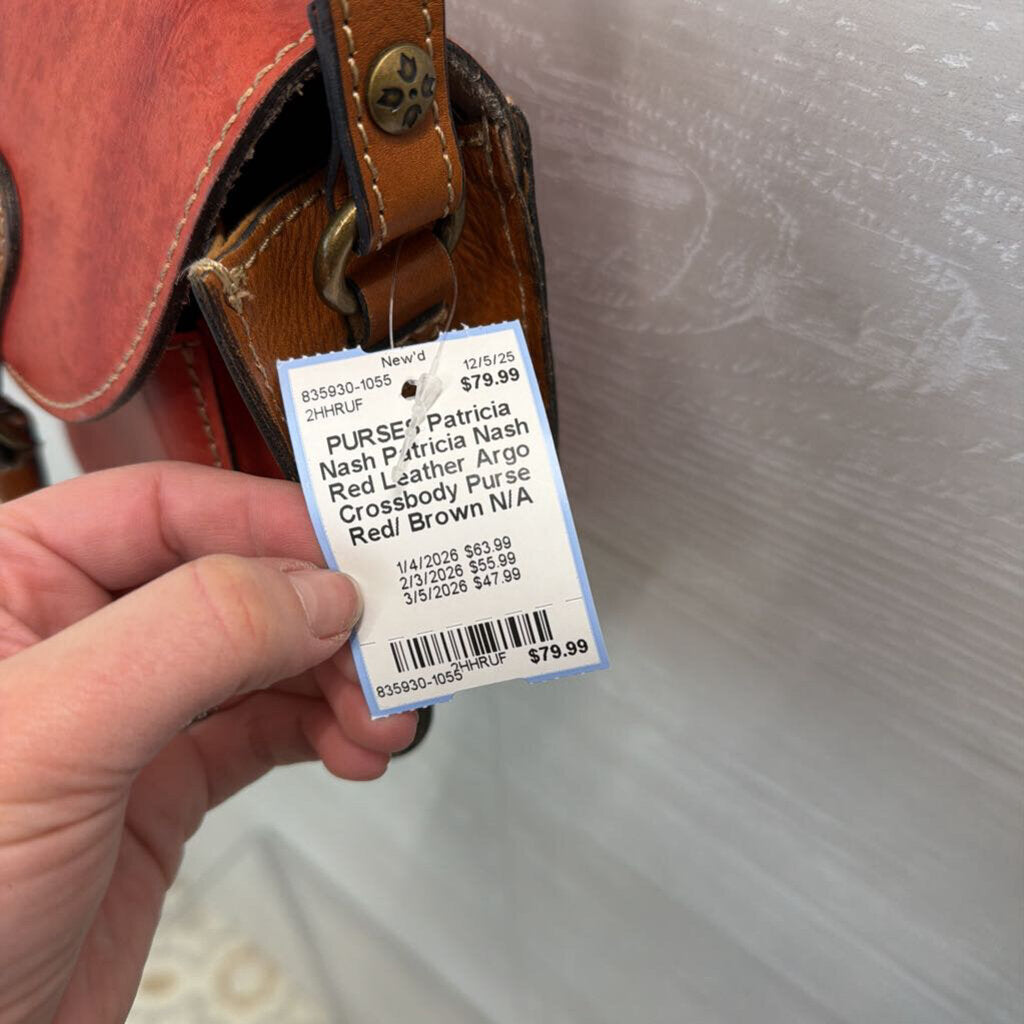 New'd
835930-1055 12/5/25
2HHRUF $79.99
PURSES Patricia
Nash Patricia Nash
Red Leather Argo
Crossbody Purse
Red/ Brown N/A
1/4/2026 $63.99
2/3/2026 $55.99
3/5/2026 $47.99
2HHRUF $79.99
835930-1055